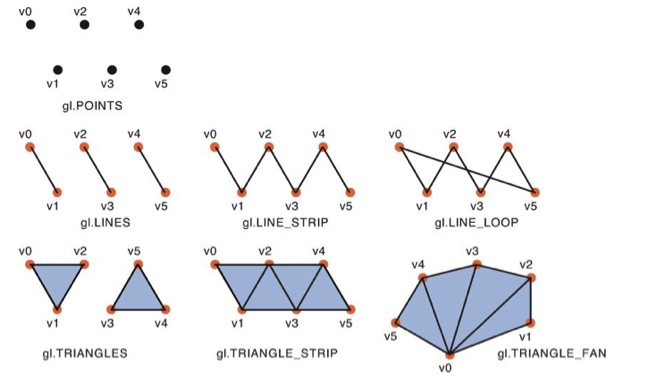 v0 v2 v4
v1 v3 v5
gl.POINTS
v0 v2 v4
v1 v3 v5
gl.LINES
v0 v2 v4
v1 v3 v5
gl.LINE_STRIP
v0 v2 v4
v1 v3 v5
gl.LINE_LOOP
v0 v2 v5
v1 v3 v4
gl.TRIANGLES
v0 v2 v4
v1 v3 v5
gl.TRIANGLE_STRIP
v3
v4 v2
v5 v1
v0
gl.TRIANGLE_FAN